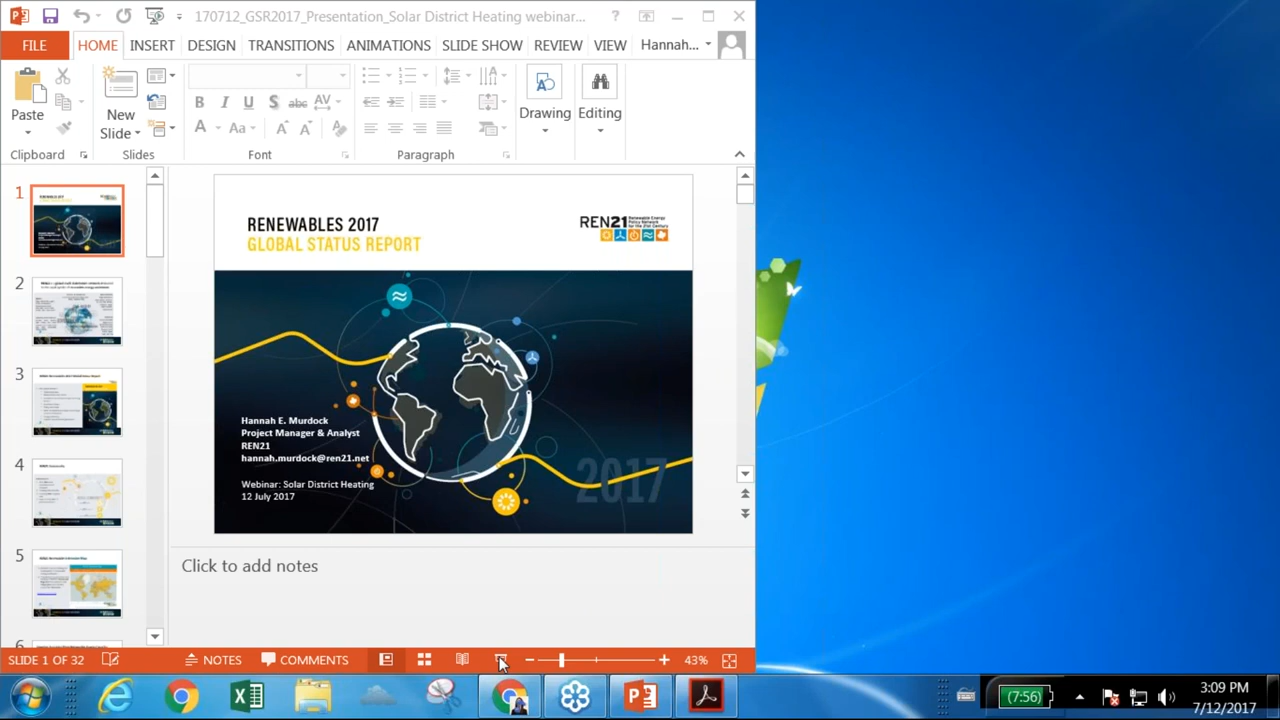 170712_GSR2017_Presentation_Solar District Heating webinar...
?
FILE
HOME
INSERT
DESIGN
TRANSITIONS
ANIMATIONS
SLIDE SHOW
REVIEW
VIEW
Hannah...
Paste
New
Slide
Drawing
Editing
Clipboard
Slides
Font
Paragraph
B I U S abc AV
A Aa A A
1
2
3
4
5
6
RENEWABLES 2017
GLOBAL STATUS REPORT
REN21
Renewable Energy
Policy Network
for the 21st Century
Hannah E. Murdock
Project Manager & Analyst
REN21
hannah.murdock@ren21.net
Webinar: Solar District Heating
12 July 2017
2017
Click to add notes
SLIDE 1 OF 32
NOTES
COMMENTS
43%
(7:56)
3:09 PM
7/12/2017